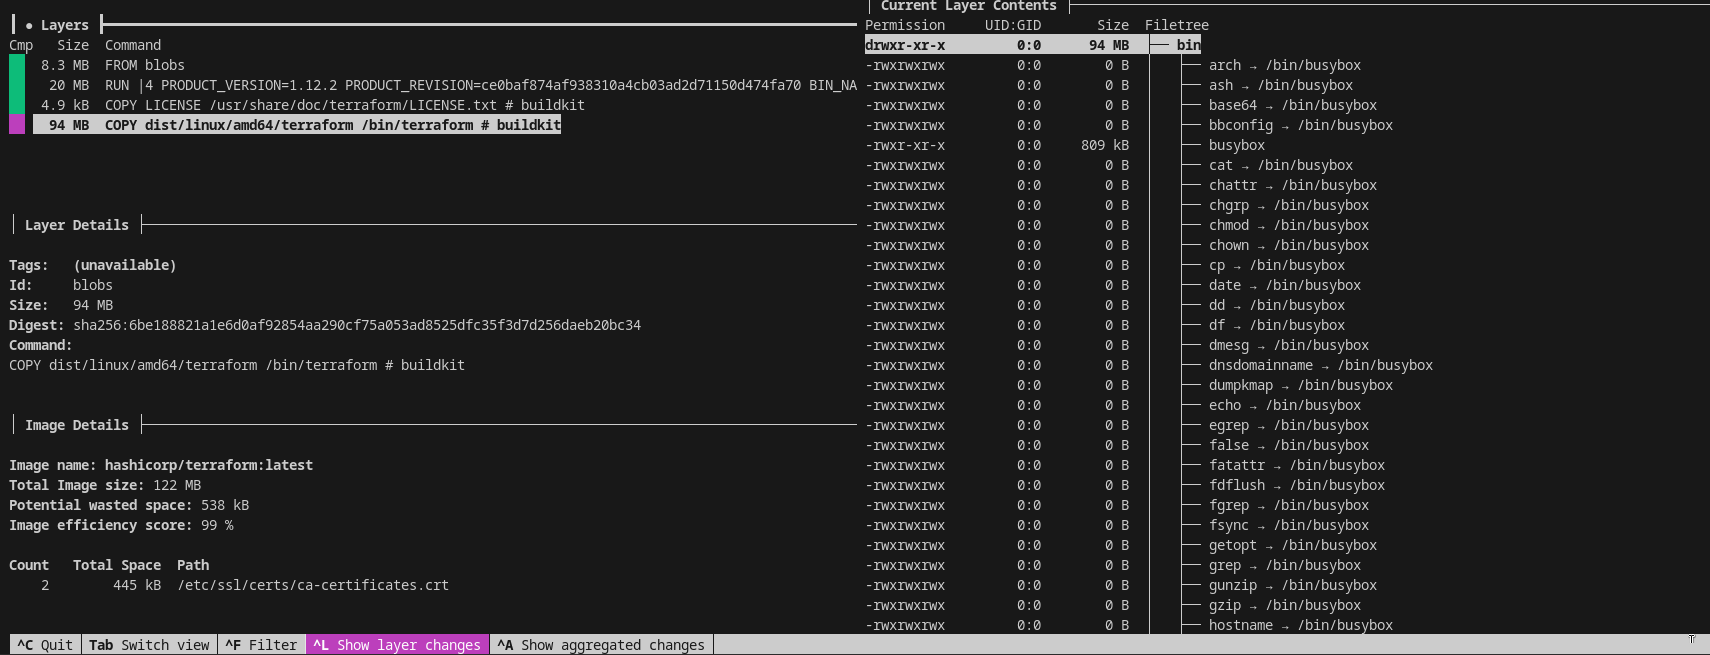 ● Layers
Cmp Size Command
8.3 MB FROM blobs
20 MB RUN |4 PRODUCT_VERSION=1.12.2 PRODUCT_REVISION=ce0baf874af938310a4cb03ad2d71150d474fa70 BIN_NA
4.9 kB COPY LICENSE /usr/share/doc/terraform/LICENSE.txt # buildkit
94 MB COPY dist/linux/amd64/terraform /bin/terraform # buildkit
Layer Details
Tags: (unavailable)
Id: blobs
Size: 94 MB
Digest: sha256:6be188821a1e6d0af92854aa290cf75a053ad8525dfc35f3d7d256daeb20bc34
Command:
COPY dist/linux/amd64/terraform /bin/terraform # buildkit
Image Details
Image name: hashicorp/terraform:latest
Total Image size: 122 MB
Potential wasted space: 538 kB
Image efficiency score: 99 %
Count Total Space Path
2 445 kB /etc/ssl/certs/ca-certificates.crt
Current Layer Contents
Permission UID:GID Size Filetree
drwxr-xr-x 0:0 94 MB ├── bin
-rwxrwxrwx 0:0 0 B │ ├── arch → /bin/busybox
-rwxrwxrwx 0:0 0 B │ ├── ash → /bin/busybox
-rwxrwxrwx 0:0 0 B │ ├── base64 → /bin/busybox
-rwxrwxrwx 0:0 0 B │ ├── bbconfig → /bin/busybox
-rwxr-xr-x 0:0 809 kB │ ├── busybox
-rwxrwxrwx 0:0 0 B │ ├── cat → /bin/busybox
-rwxrwxrwx 0:0 0 B │ ├── chattr → /bin/busybox
-rwxrwxrwx 0:0 0 B │ ├── chgrp → /bin/busybox
-rwxrwxrwx 0:0 0 B │ ├── chmod → /bin/busybox
-rwxrwxrwx 0:0 0 B │ ├── chown → /bin/busybox
-rwxrwxrwx 0:0 0 B │ ├── cp → /bin/busybox
-rwxrwxrwx 0:0 0 B │ ├── date → /bin/busybox
-rwxrwxrwx 0:0 0 B │ ├── dd → /bin/busybox
-rwxrwxrwx 0:0 0 B │ ├── df → /bin/busybox
-rwxrwxrwx 0:0 0 B │ ├── dmesg → /bin/busybox
-rwxrwxrwx 0:0 0 B │ ├── dnsdomainname → /bin/busybox
-rwxrwxrwx 0:0 0 B │ ├── dumpkmap → /bin/busybox
-rwxrwxrwx 0:0 0 B │ ├── echo → /bin/busybox
-rwxrwxrwx 0:0 0 B │ ├── egrep → /bin/busybox
-rwxrwxrwx 0:0 0 B │ ├── false → /bin/busybox
-rwxrwxrwx 0:0 0 B │ ├── fatattr → /bin/busybox
-rwxrwxrwx 0:0 0 B │ ├── fdflush → /bin/busybox
-rwxrwxrwx 0:0 0 B │ ├── fgrep → /bin/busybox
-rwxrwxrwx 0:0 0 B │ ├── fsync → /bin/busybox
-rwxrwxrwx 0:0 0 B │ ├── getopt → /bin/busybox
-rwxrwxrwx 0:0 0 B │ ├── grep → /bin/busybox
-rwxrwxrwx 0:0 0 B │ ├── gunzip → /bin/busybox
-rwxrwxrwx 0:0 0 B │ ├── gzip → /bin/busybox
-rwxrwxrwx 0:0 0 B │ ├── hostname → /bin/busybox
^C Quit Tab Switch view ^F Filter ^L Show layer changes ^A Show aggregated changes